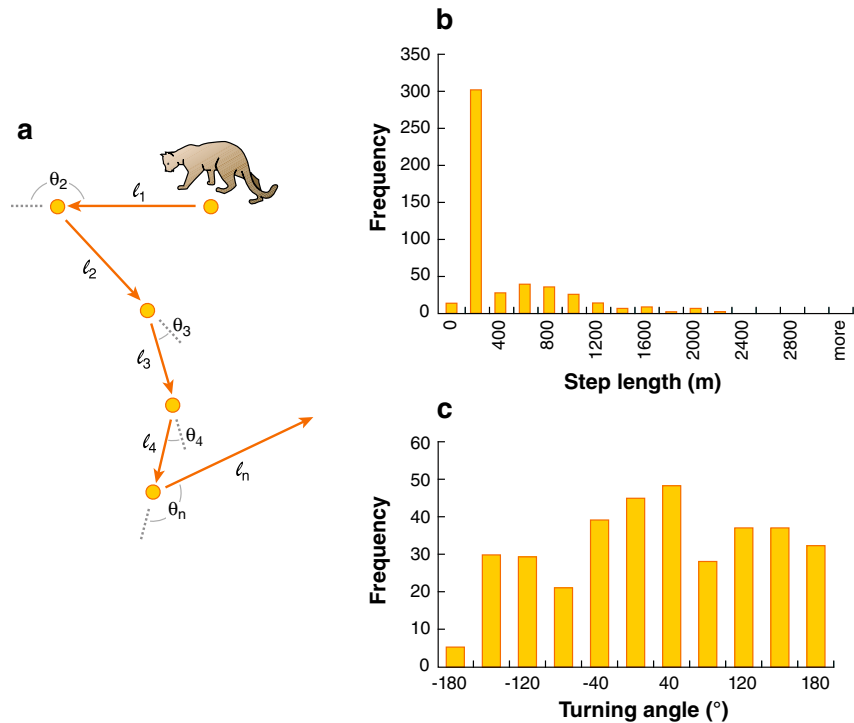 a
θ2
ℓ1
ℓ2
θ3
ℓ3
θ4
ℓ4
ℓn
θn
b
Frequency
350
300
250
200
150
100
50
0
0
400
800
1200
1600
2000
2400
2800
more
Step length (m)
c
Frequency
60
50
40
30
20
10
0
-180
-120
-40
40
120
180
Turning angle (°)